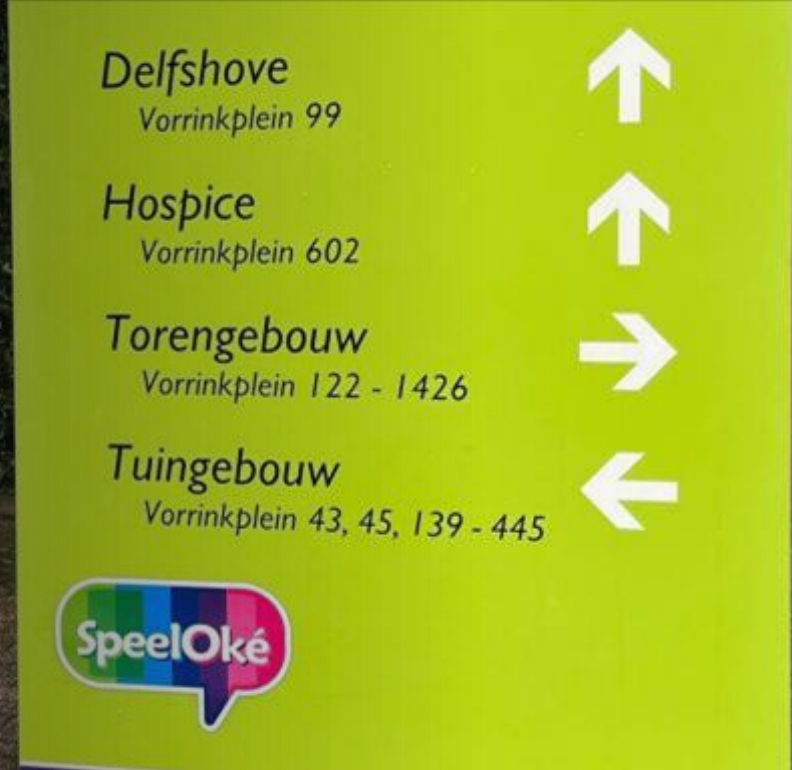 Delfshove
Vorrinkplein 99
Hospice
Vorrinkplein 602
Torengebouw
Vorrinkplein 122 - 1426
Tuingebouw
Vorrinkplein 43, 45, 139 - 445
SpeelOké